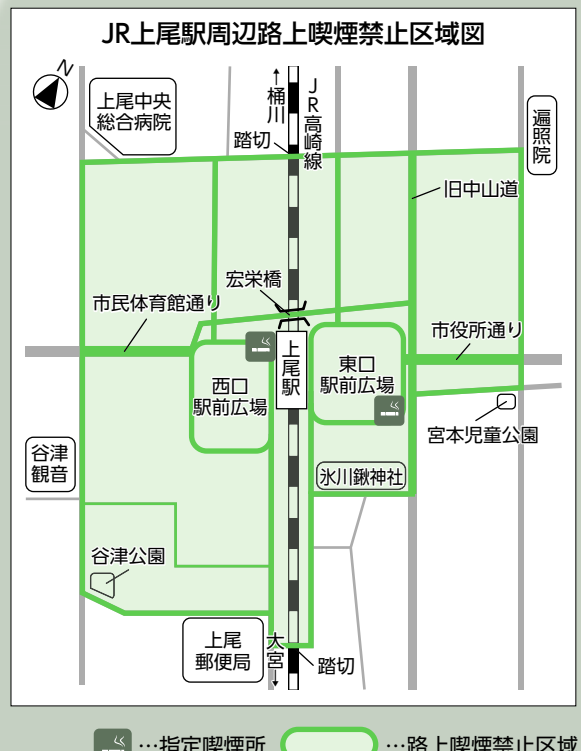 JR上尾駅周辺路上喫煙禁止区域図
N
上尾中央
総合病院
↑桶川
JR高崎線
踏切
遍照院
旧中山道
宏栄橋
市民体育館通り
市役所通り
上尾駅
西口
駅前広場
東口
駅前広場
宮本児童公園
谷津
観音
氷川鍬神社
谷津公園
上尾
郵便局
大宮↓
踏切
…指定喫煙所
…路上喫煙禁止区域